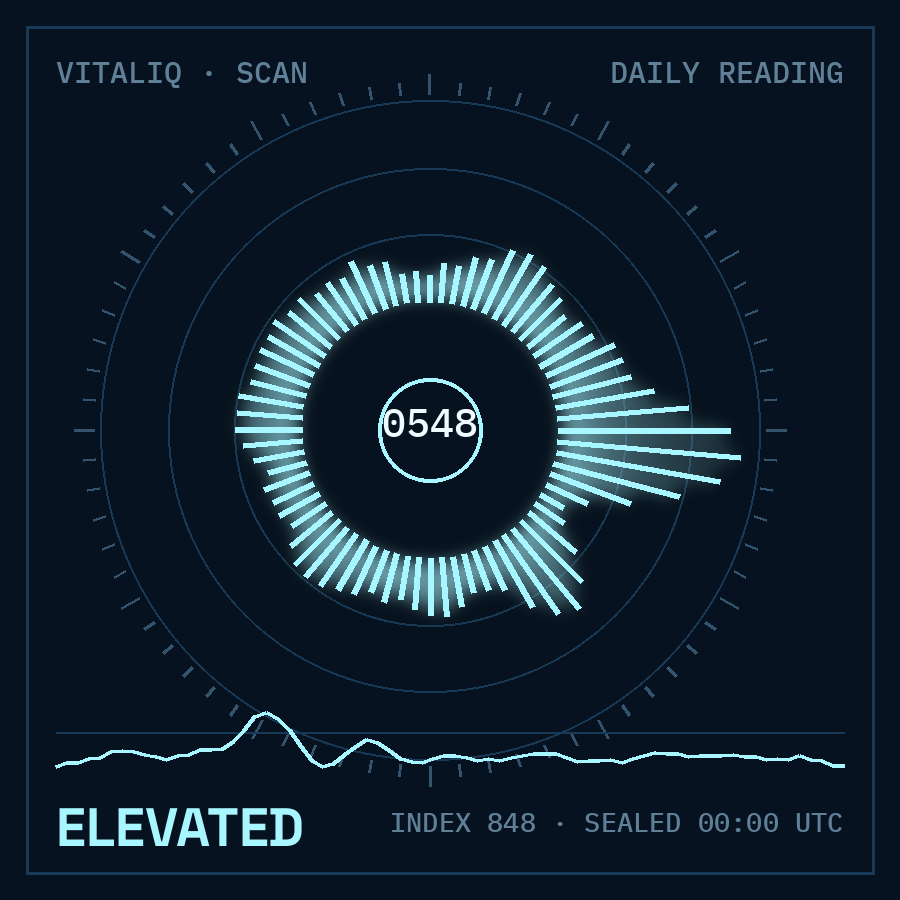 VITALIQ · SCAN
DAILY READING
0548
ELEVATED
INDEX 848 · SEALED 00:00 UTC